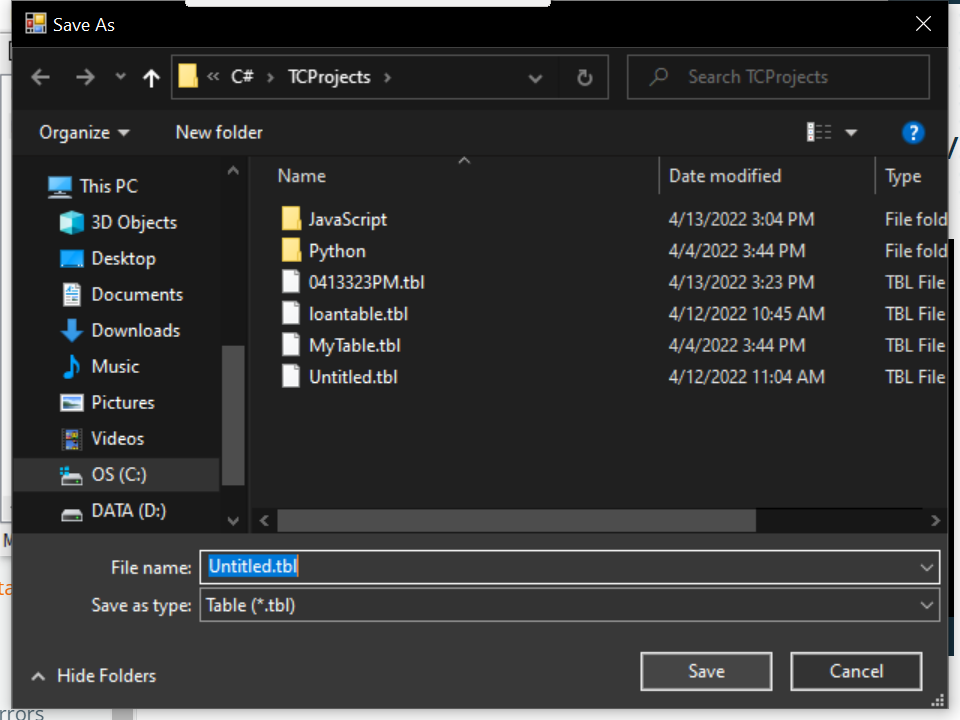 Save As
« C# › TCProjects ›
Search TCProjects
Organize
New folder
?
This PC
3D Objects
Desktop
Documents
Downloads
Music
Pictures
Videos
OS (C:)
DATA (D:)
Name Date modified Type
JavaScript 4/13/2022 3:04 PM File fold
Python 4/4/2022 3:44 PM File fold
0413323PM.tbl 4/13/2022 3:23 PM TBL File
loantable.tbl 4/12/2022 10:45 AM TBL File
MyTable.tbl 4/4/2022 3:44 PM TBL File
Untitled.tbl 4/12/2022 11:04 AM TBL File
File name: Untitled.tbl
Save as type: Table (*.tbl)
Hide Folders
Save
Cancel
rrors